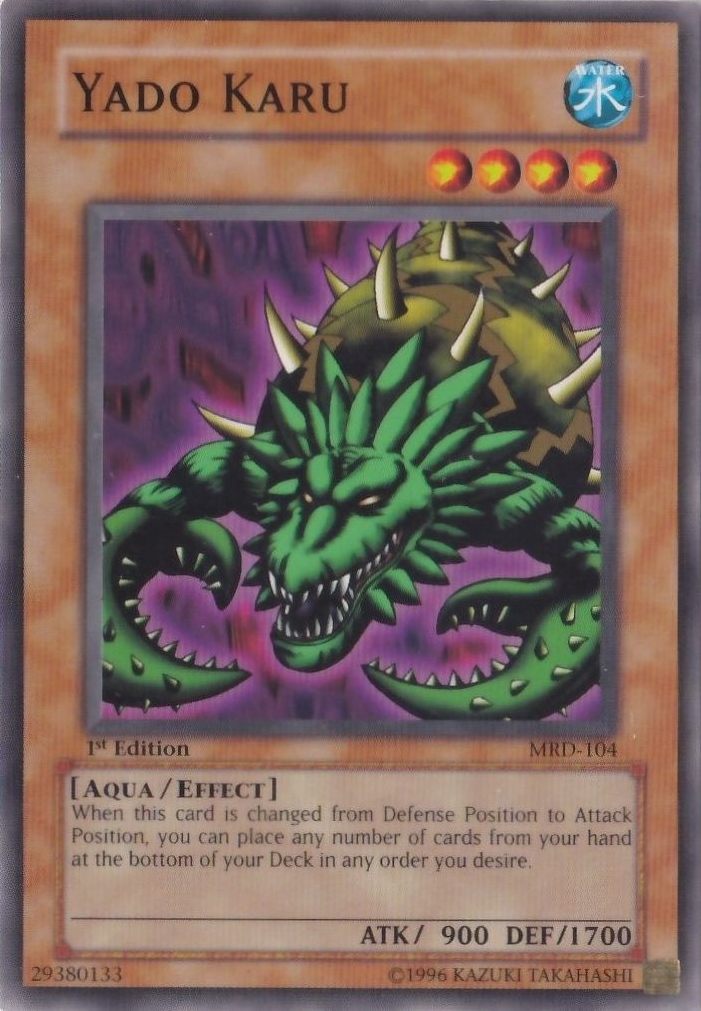 YADO KARU
WATER
水
1st Edition
MRD-104
[AQUA/EFFECT]
When this card is changed from Defense Position to Attack
Position, you can place any number of cards from your hand
at the bottom of your Deck in any order you desire.
ATK/ 900 DEF/1700
29380133
©1996 KAZUKI TAKAHASHI